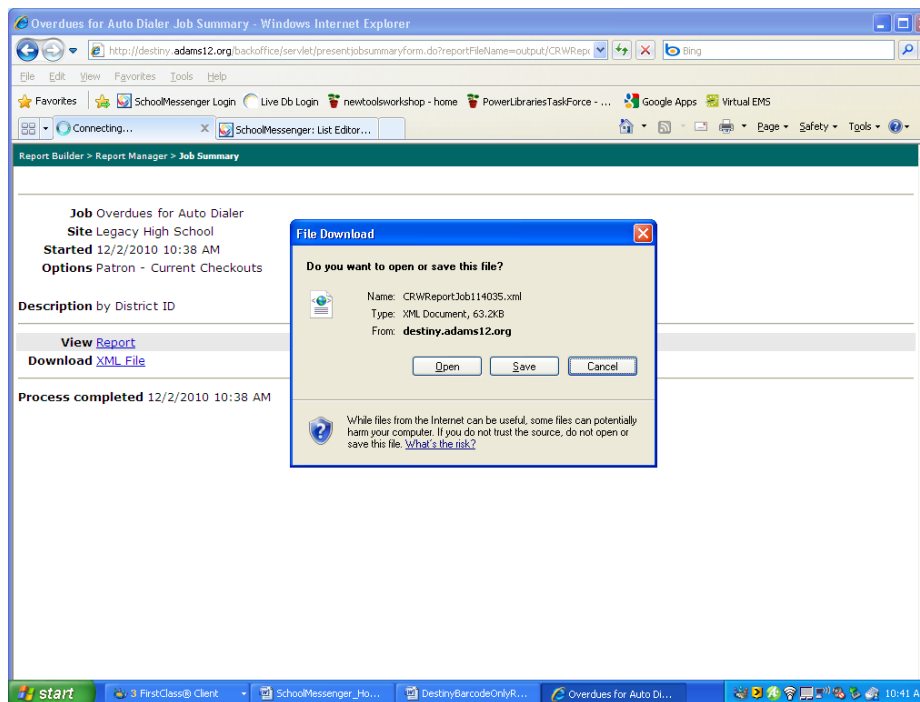 Overdues for Auto Dialer Job Summary - Windows Internet Explorer
http://destiny.adams12.org/backoffice/servlet/presentjobsummaryform.do?reportFileName=output/CRWRepo
Bing
File Edit View Favorites Tools Help
Favorites SchoolMessenger Login Live Db Login newtoolsworkshop - home PowerLibrariesTaskForce - ... Google Apps Virtual EMS
Connecting... SchoolMessenger: List Editor... Page Safety Tools
Report Builder > Report Manager > Job Summary
Job Overdues for Auto Dialer
Site Legacy High School
Started 12/2/2010 10:38 AM
Options Patron - Current Checkouts
Description by District ID
View Report
Download XML File
Process completed 12/2/2010 10:38 AM
File Download
Do you want to open or save this file?
Name: CRWReportJob114035.xml
Type: XML Document, 63.2KB
From: destiny.adams12.org
Open Save Cancel
While files from the Internet can be useful, some files can potentially
harm your computer. If you do not trust the source, do not open or
save this file. What's the risk?
start 3 FirstClass® Client SchoolMessenger_Ho... DestinyBarcodeOnlyR... Overdues for Auto Di... 10:41 A